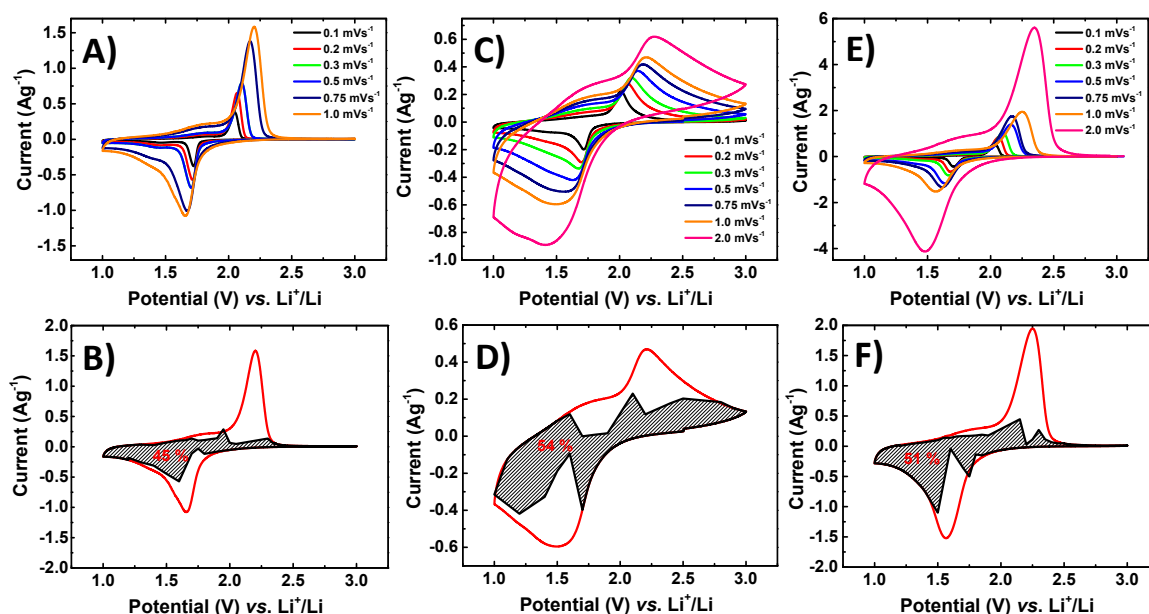 A)
Current (Ag⁻¹)
1.5
1.0
0.5
0.0
-0.5
-1.0
-1.5
0.1 mVs⁻¹
0.2 mVs⁻¹
0.3 mVs⁻¹
0.5 mVs⁻¹
0.75 mVs⁻¹
1.0 mVs⁻¹
1.0 1.5 2.0 2.5 3.0
Potential (V) vs. Li⁺/Li
C)
Current (Ag⁻¹)
0.6
0.4
0.2
0.0
-0.2
-0.4
-0.6
-0.8
-1.0
0.1 mVs⁻¹
0.2 mVs⁻¹
0.3 mVs⁻¹
0.5 mVs⁻¹
0.75 mVs⁻¹
1.0 mVs⁻¹
2.0 mVs⁻¹
1.0 1.5 2.0 2.5 3.0
Potential (V) vs. Li⁺/Li
E)
Current (Ag⁻¹)
6
4
2
0
-2
-4
0.1 mVs⁻¹
0.2 mVs⁻¹
0.3 mVs⁻¹
0.5 mVs⁻¹
0.75 mVs⁻¹
1.0 mVs⁻¹
2.0 mVs⁻¹
1.0 1.5 2.0 2.5 3.0
Potential (V) vs. Li⁺/Li
B)
Current (Ag⁻¹)
2.0
1.5
1.0
0.5
0.0
-0.5
-1.0
-1.5
-2.0
45 %
1.0 1.5 2.0 2.5 3.0
Potential (V) vs. Li⁺/Li
D)
Current (Ag⁻¹)
0.6
0.4
0.2
0.0
-0.2
-0.4
-0.6
54 %
1.0 1.5 2.0 2.5 3.0
Potential (V) vs. Li⁺/Li
F)
Current (Ag⁻¹)
2.0
1.5
1.0
0.5
0.0
-0.5
-1.0
-1.5
-2.0
51 %
1.0 1.5 2.0 2.5 3.0
Potential (V) vs. Li⁺/Li